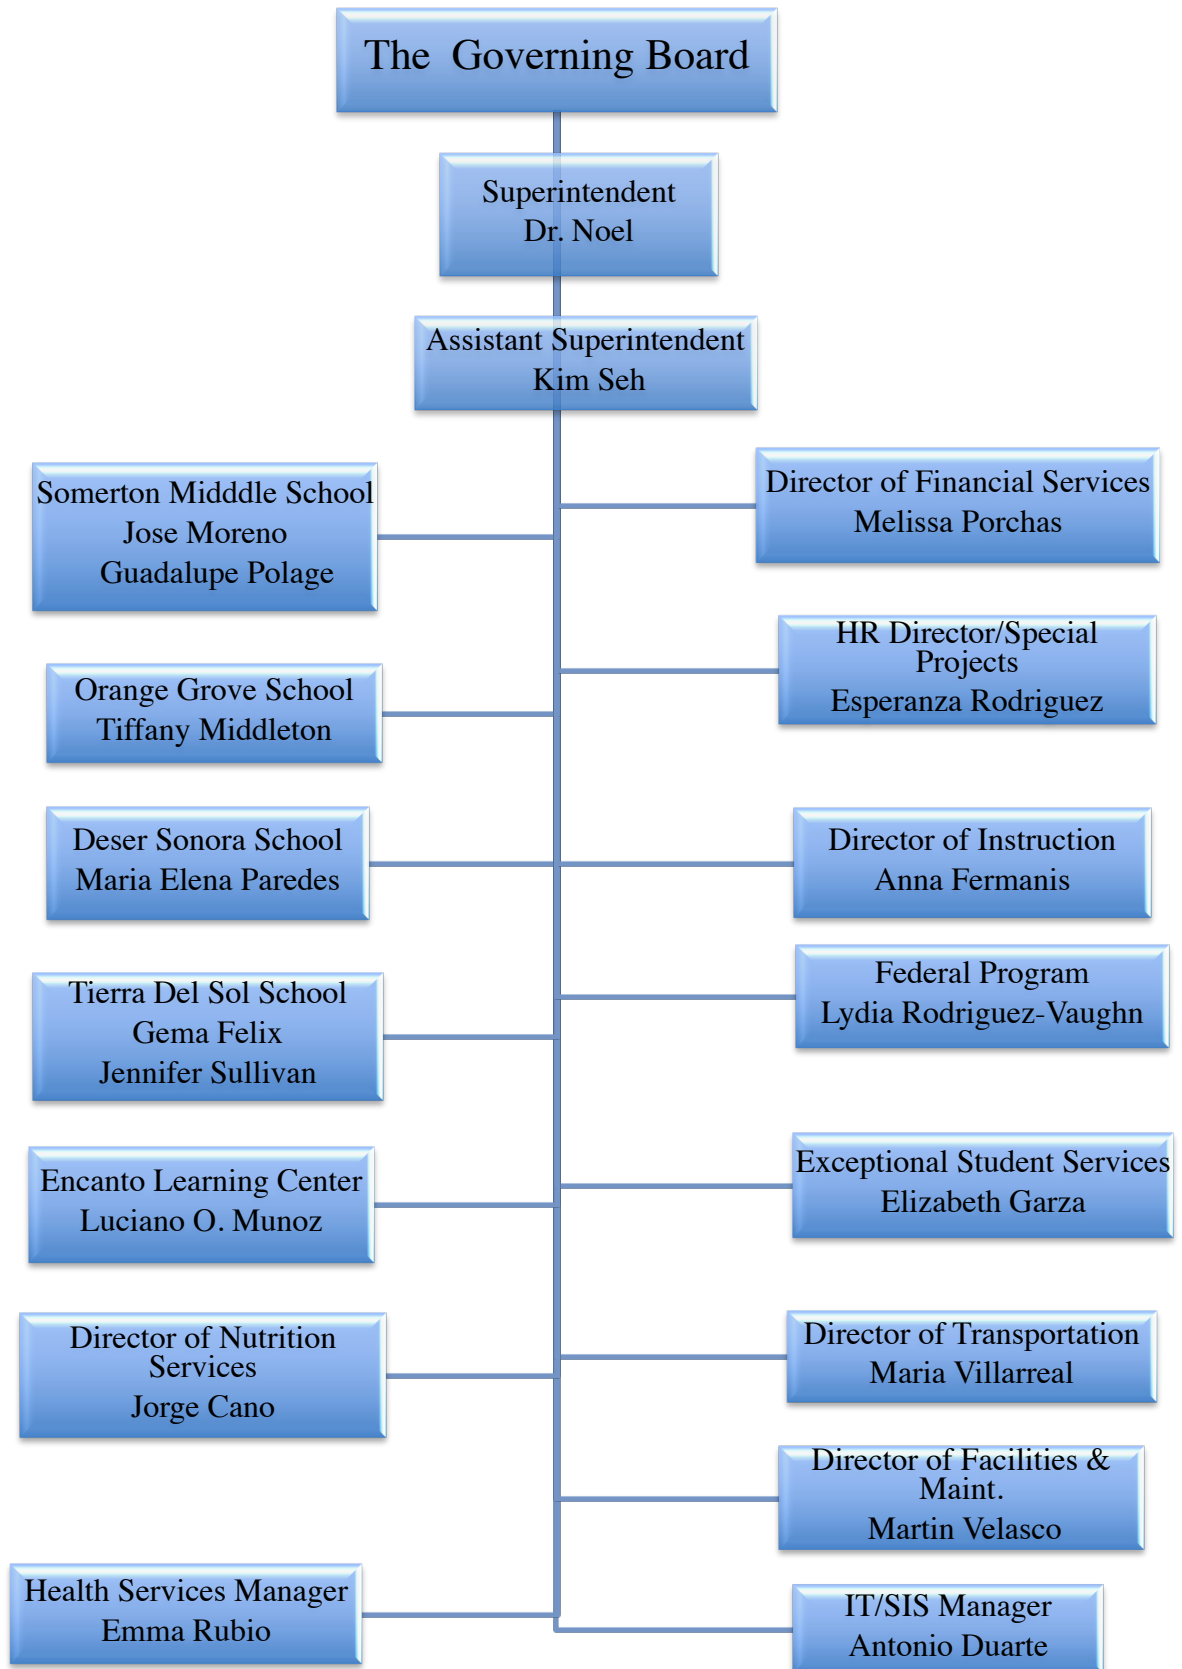 The Governing Board
Superintendent
Dr. Noel
Assistant Superintendent
Kim Seh
Somerton Midddle School
Jose Moreno
Guadalupe Polage
Director of Financial Services
Melissa Porchas
HR Director/Special
Projects
Esperanza Rodriguez
Orange Grove School
Tiffany Middleton
Deser Sonora School
Maria Elena Paredes
Director of Instruction
Anna Fermanis
Federal Program
Lydia Rodriguez-Vaughn
Tierra Del Sol School
Gema Felix
Jennifer Sullivan
Encanto Learning Center
Luciano O. Munoz
Exceptional Student Services
Elizabeth Garza
Director of Nutrition
Services
Jorge Cano
Director of Transportation
Maria Villarreal
Director of Facilities &
Maint.
Martin Velasco
Health Services Manager
Emma Rubio
IT/SIS Manager
Antonio Duarte